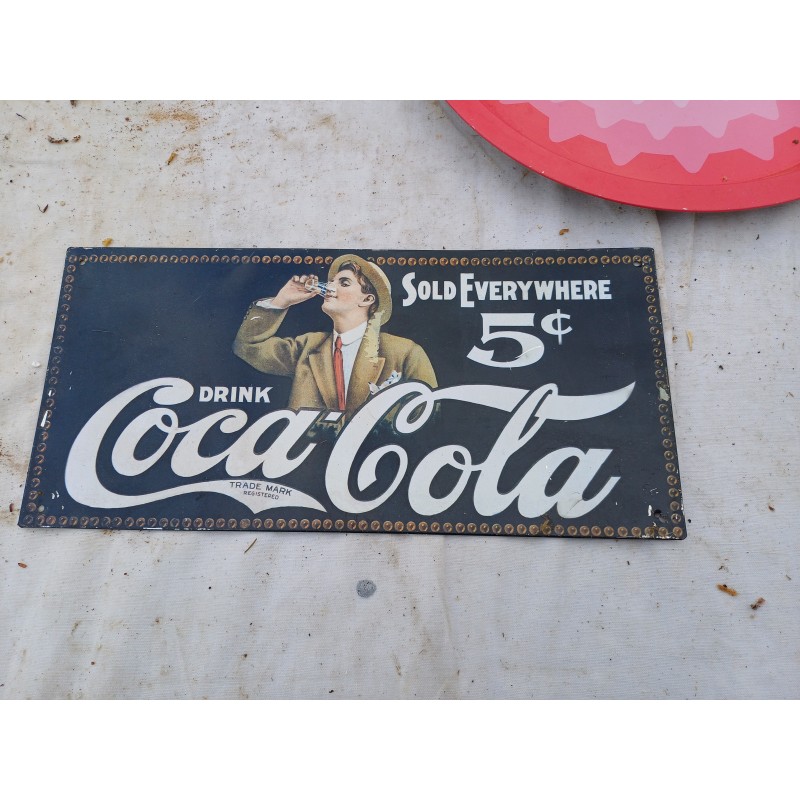 SOLD EVERYWHERE
5¢
DRINK
Coca-Cola
TRADE MARK
REGISTERED